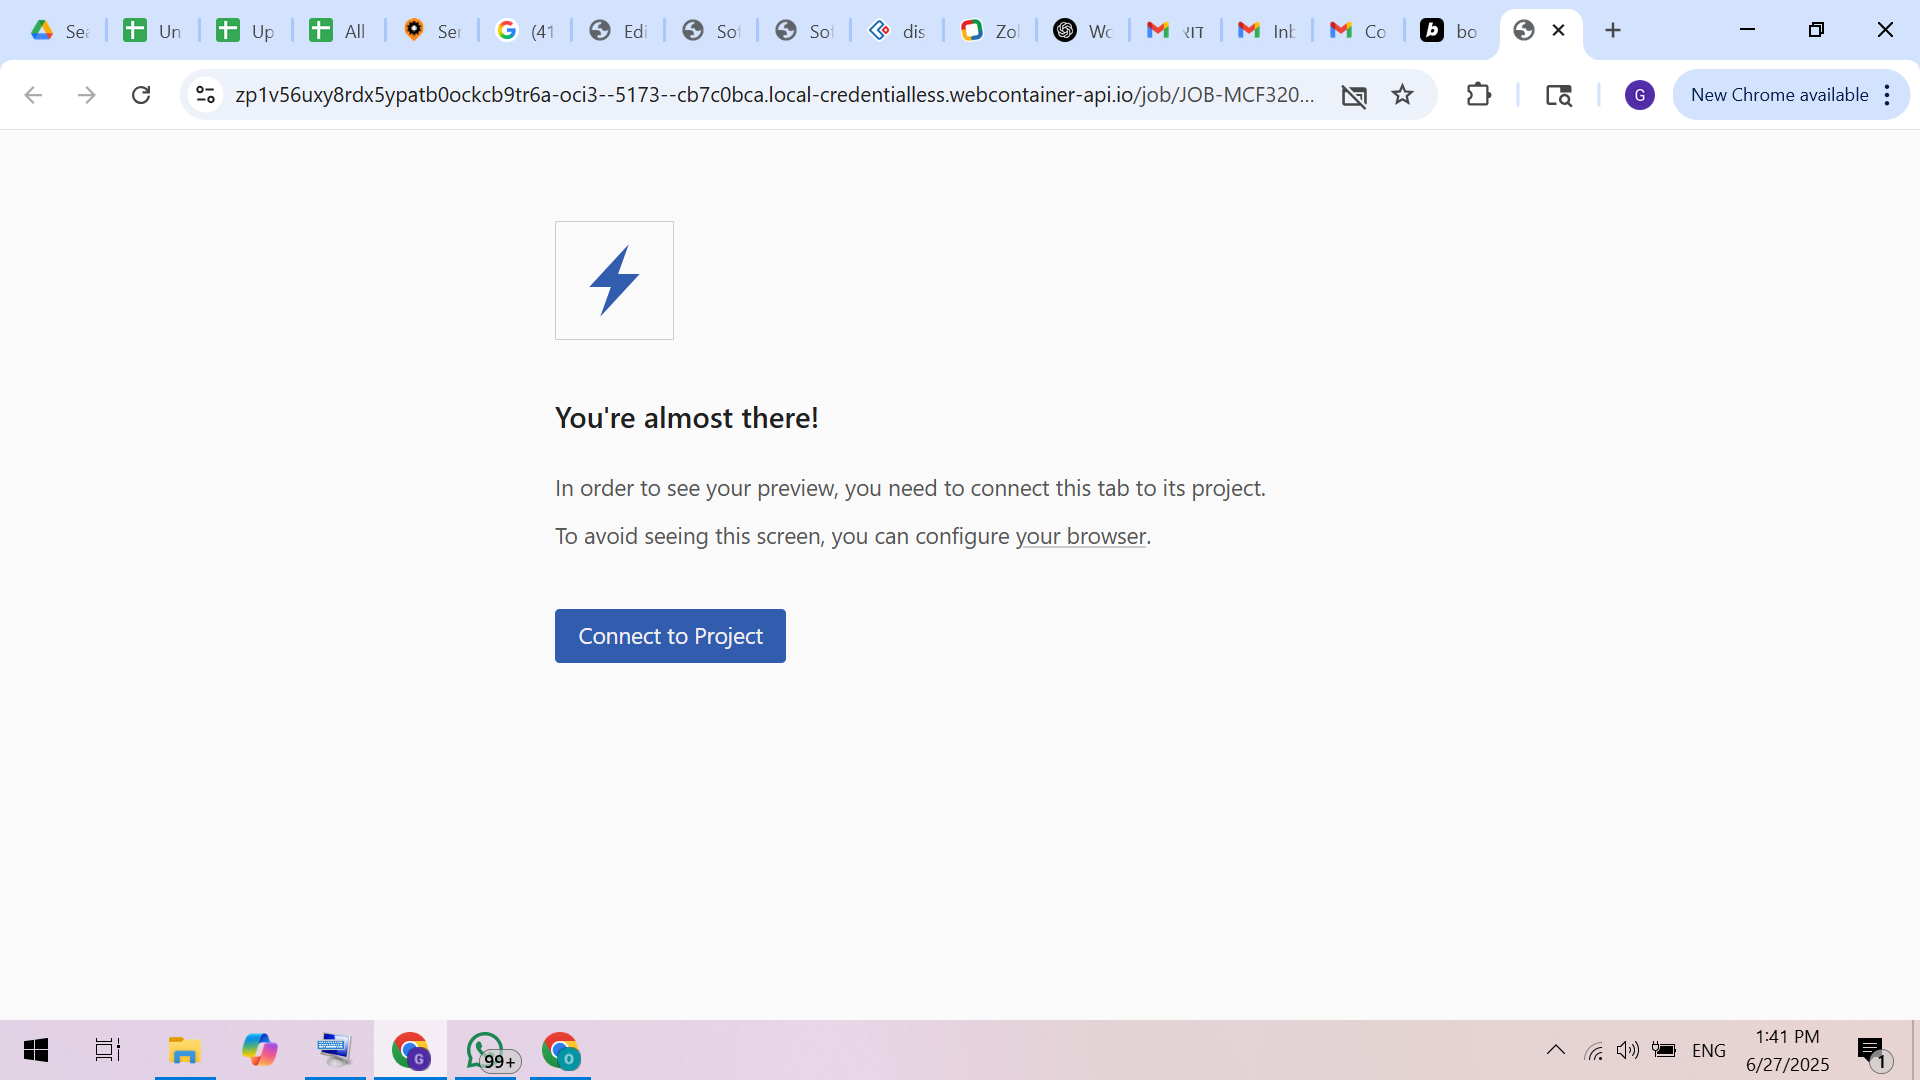 Sea
Un
Up
All
Ser
(41
Edi
Sof
Sof
dis
Zol
Wo
RIT
Inb
Co
bo
zp1v56uxy8rdx5ypatb0ockcb9tr6a-oci3--5173--cb7c0bca.local-credentialless.webcontainer-api.io/job/JOB-MCF320...
G
New Chrome available
You're almost there!
In order to see your preview, you need to connect this tab to its project.
To avoid seeing this screen, you can configure your browser.
Connect to Project
G
99+
O
ENG
1:41 PM
6/27/2025
1